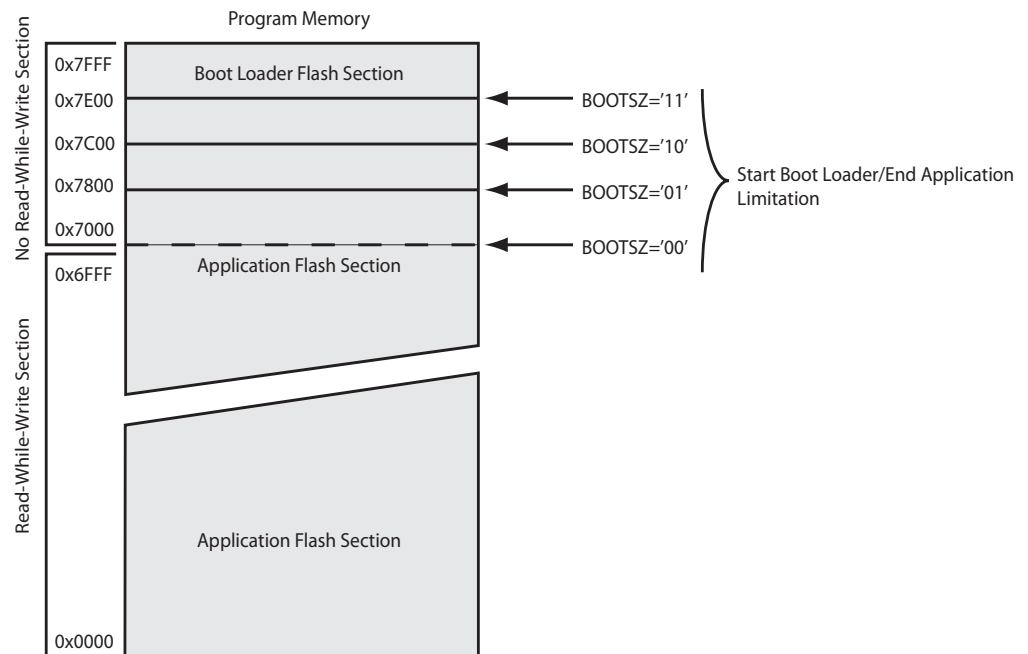 Program Memory
No Read-While-Write Section
0x7FFF
Boot Loader Flash Section
0x7E00
BOOTSZ='11'
0x7C00
BOOTSZ='10'
0x7800
BOOTSZ='01'
Start Boot Loader/End Application
Limitation
0x7000
BOOTSZ='00'
Read-While-Write Section
0x6FFF
Application Flash Section
Application Flash Section
0x0000